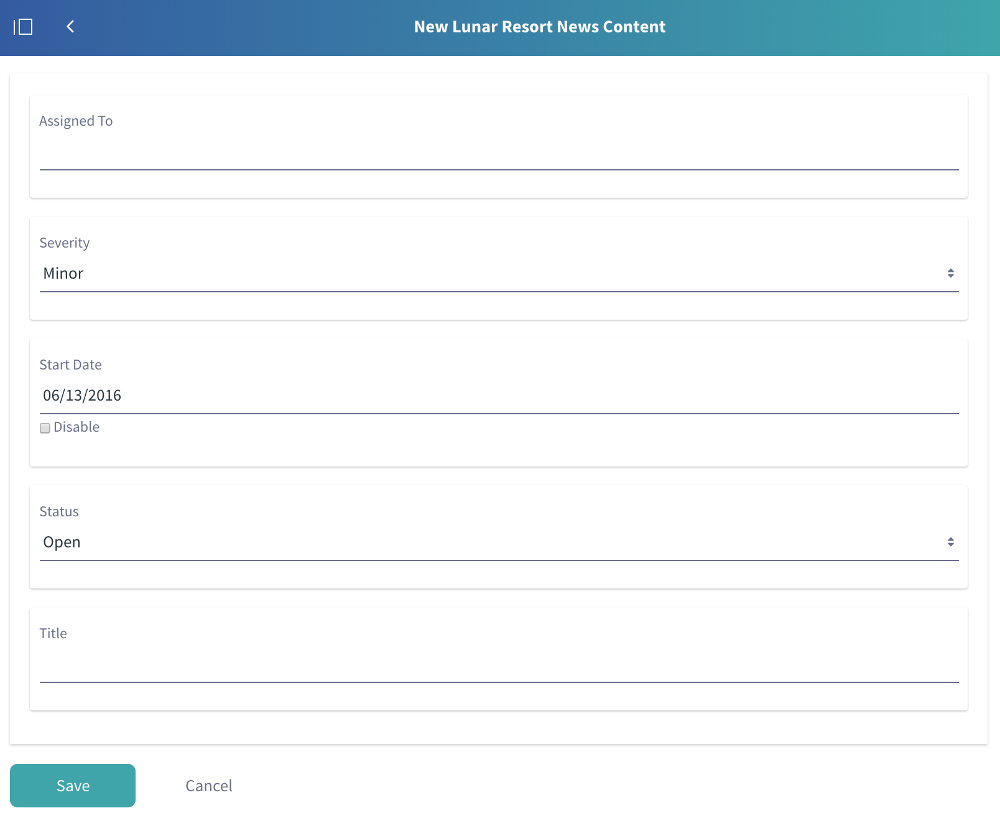 New Lunar Resort News Content
Assigned To
Severity
Minor
Start Date
06/13/2016
Disable
Status
Open
Title
Save Cancel